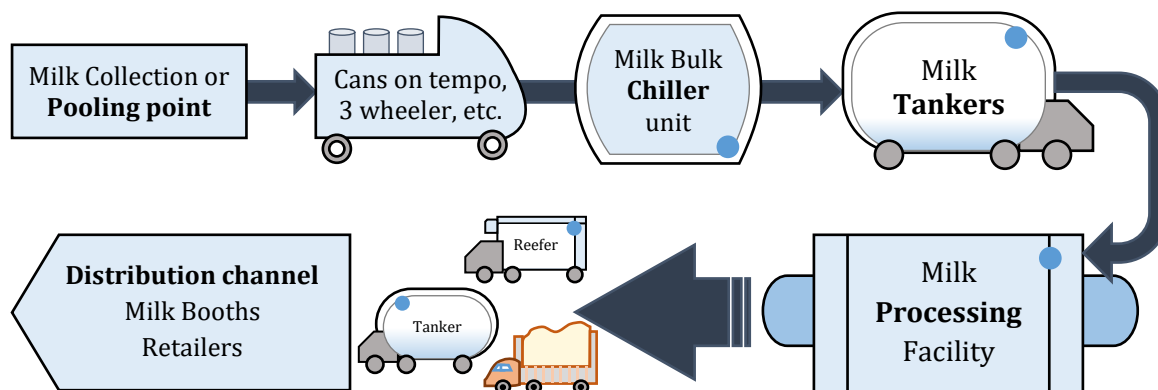 Milk Collection or
Pooling point
Cans on tempo,
3 wheeler, etc.
Milk Bulk
Chiller
unit
Milk
Tankers
Milk
Processing
Facility
Reefer
Tanker
Distribution channel
Milk Booths
Retailers